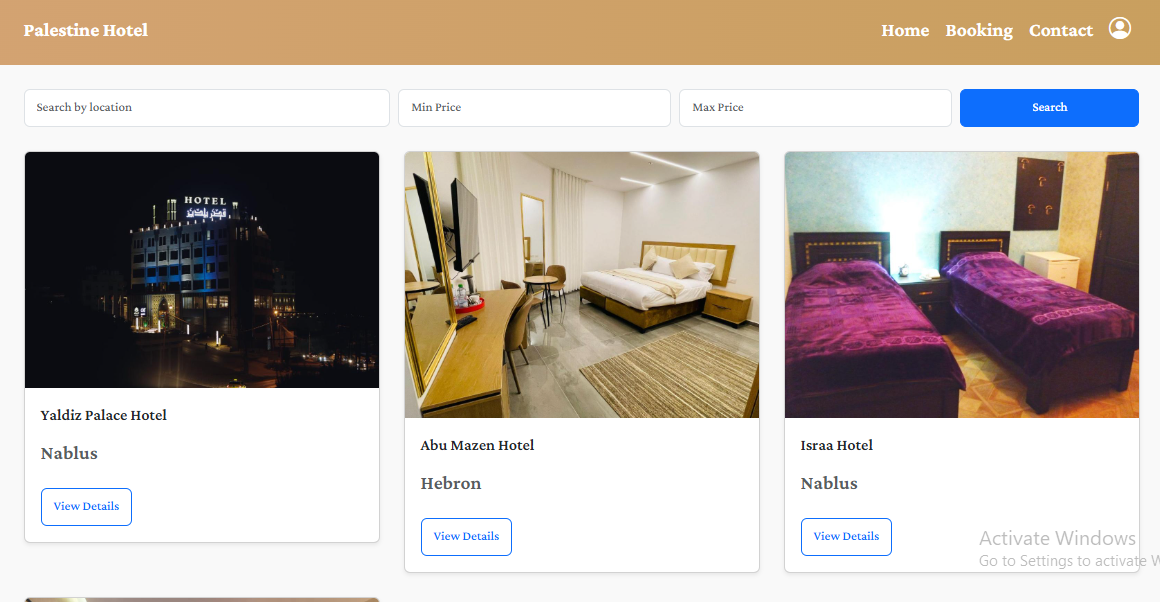 Palestine Hotel
Home Booking Contact
Search by location
Min Price
Max Price
Search
HOTEL
Yaldiz Palace Hotel
Nablus
View Details
Abu Mazen Hotel
Hebron
View Details
Israa Hotel
Nablus
View Details
Activate Windows
Go to Settings to activate W